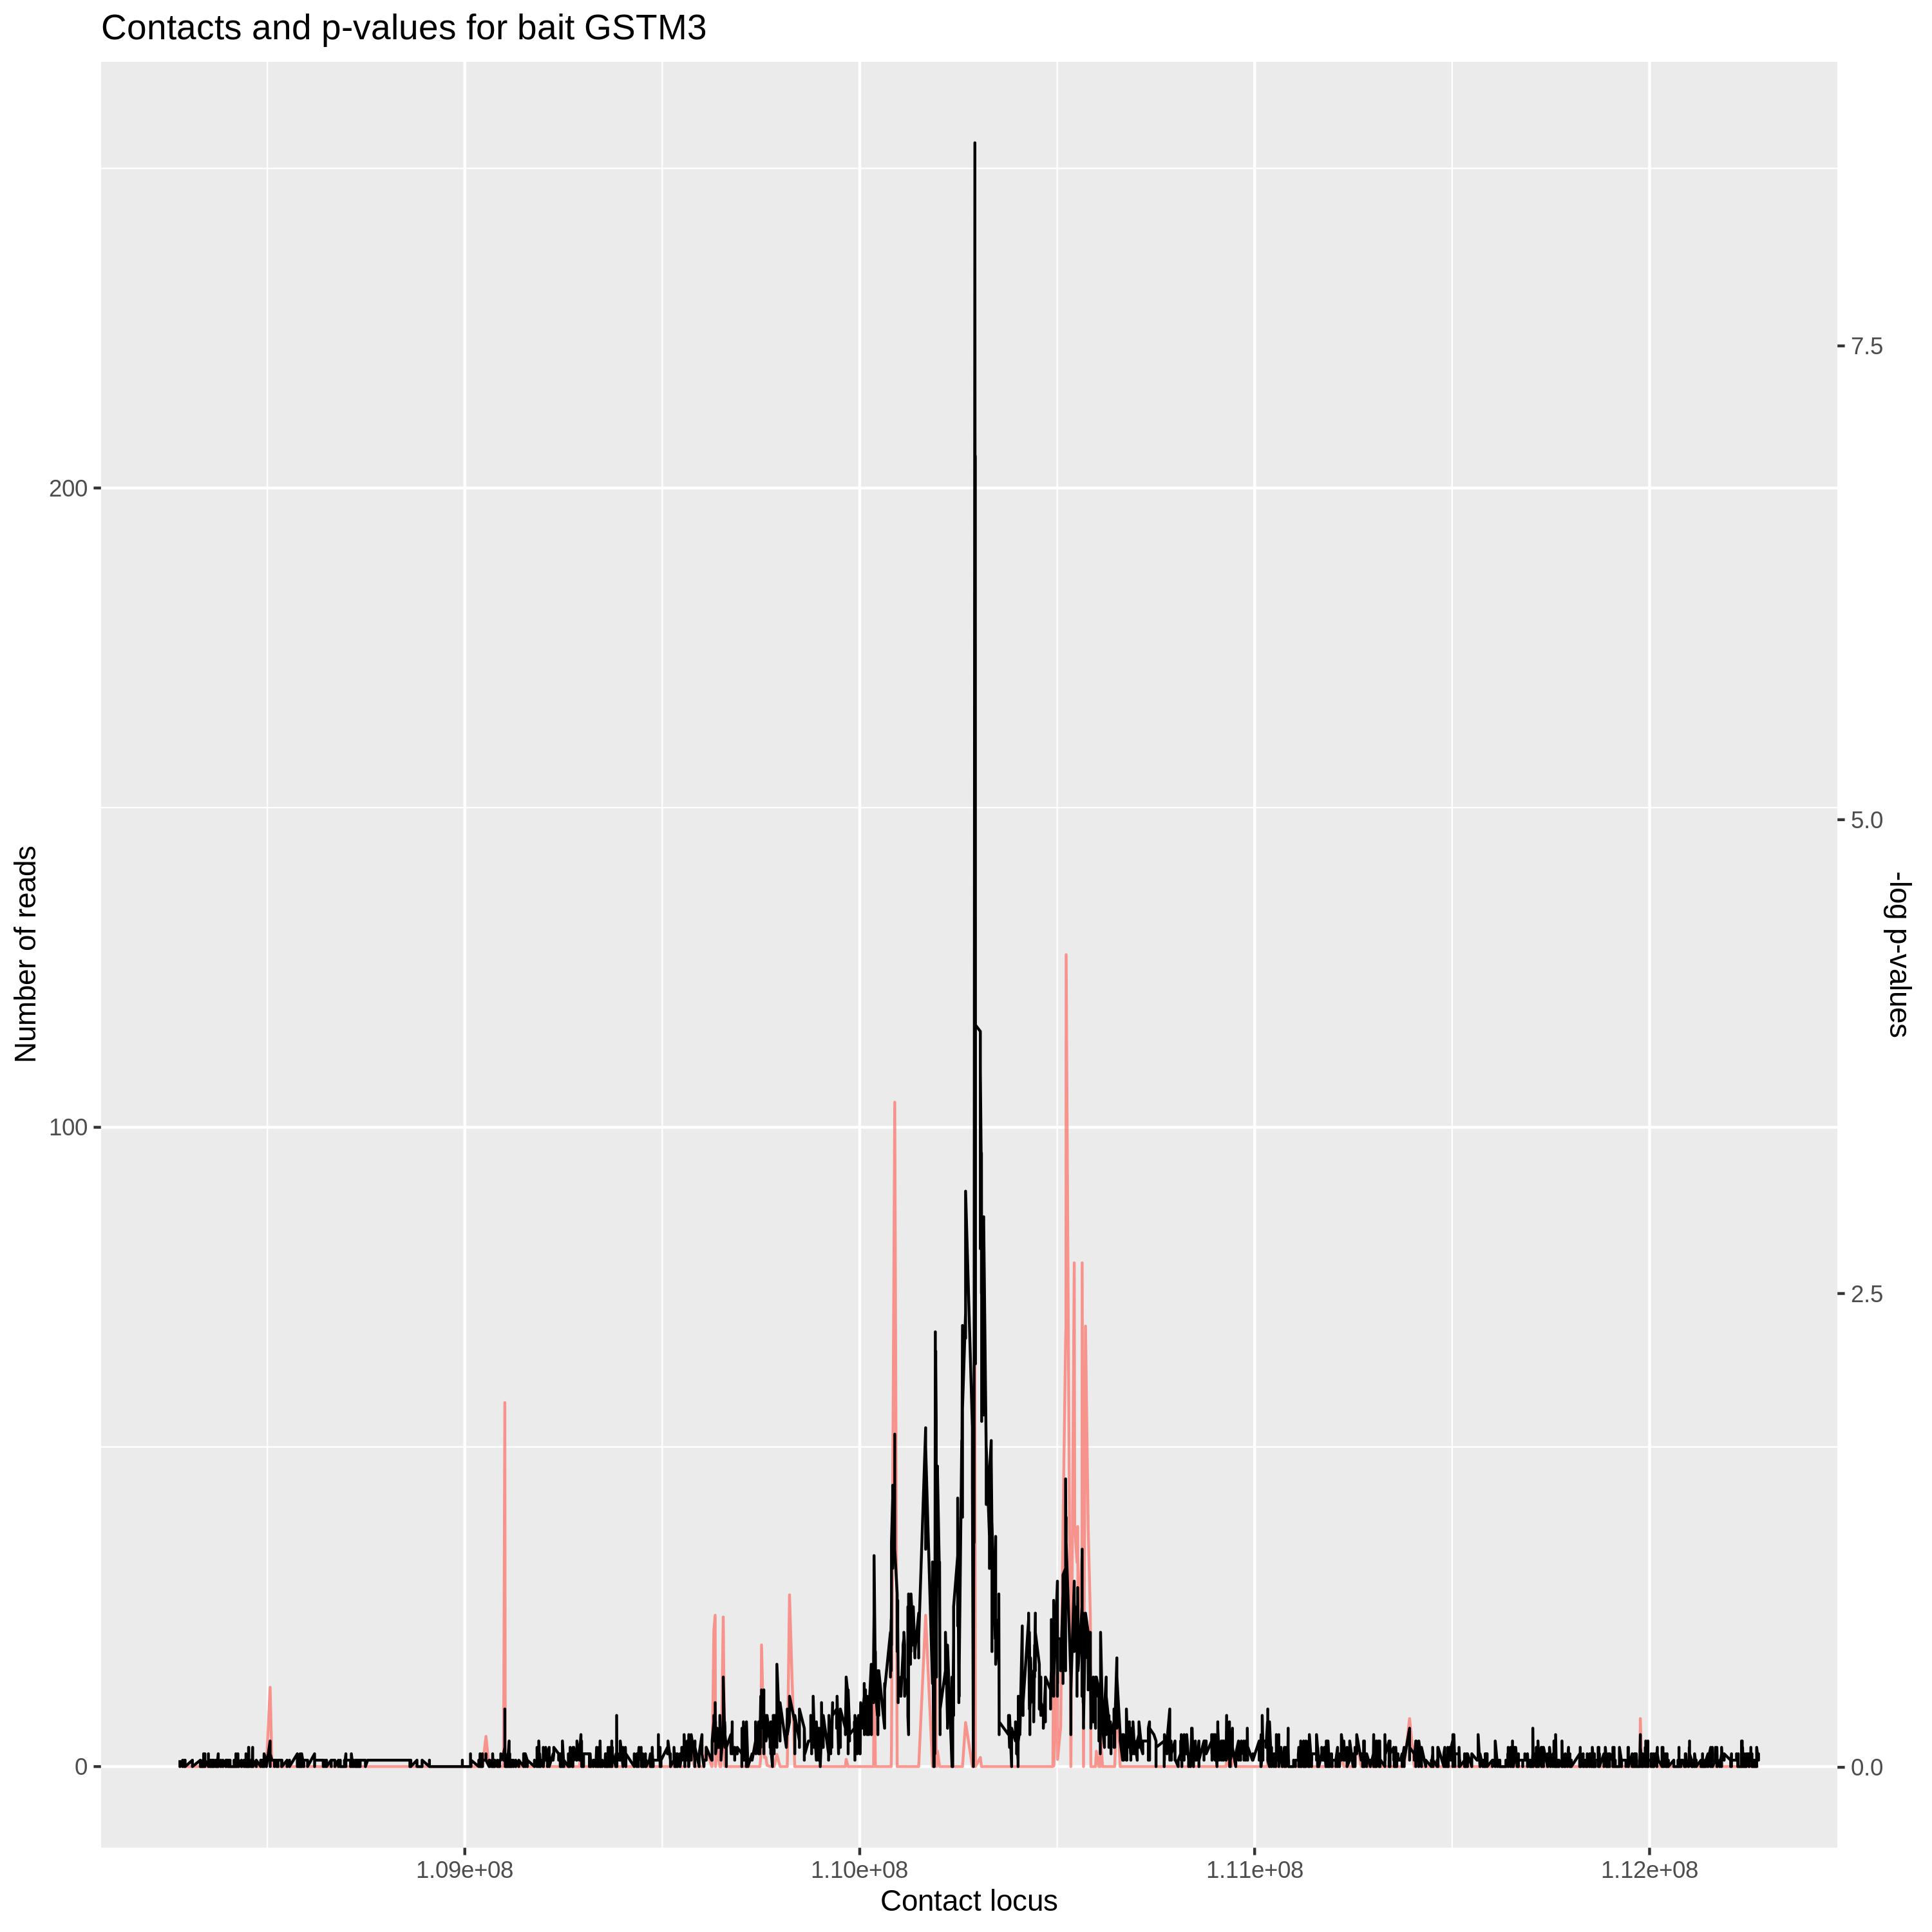 Contacts and p-values for bait GSTM3
Number of reads
200
100
0
7.5
5.0
2.5
0.0
-log p-values
1.09e+08
1.10e+08
1.11e+08
1.12e+08
Contact locus